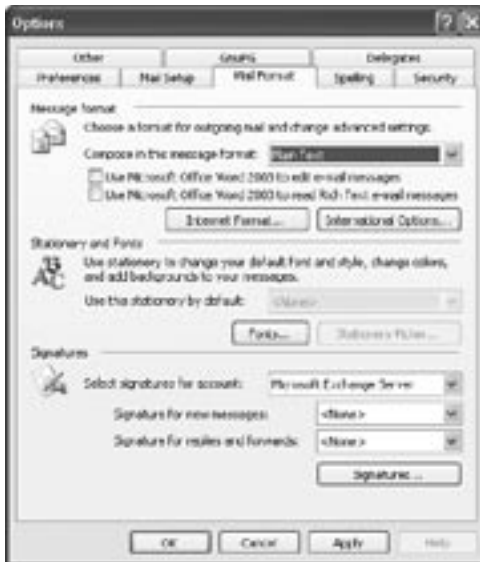 Options
Other GnuPG Delegates
Preferences Mail Setup Mail Format Spelling Security
Message format
Choose a format for outgoing mail and change advanced settings.
Compose in this message format: Plain Text
Use Microsoft Office Word 2003 to edit e-mail messages
Use Microsoft Office Word 2003 to read Rich Text e-mail messages
Internet Format... International Options...
Stationery and Fonts
Use stationery to change your default font and style, change colors,
and add backgrounds to your messages.
Use this stationery by default: <None>
Fonts... Stationery Picker...
Signatures
Select signatures for account: Microsoft Exchange Server
Signature for new messages: <None>
Signature for replies and forwards: <None>
Signatures...
OK Cancel Apply Help